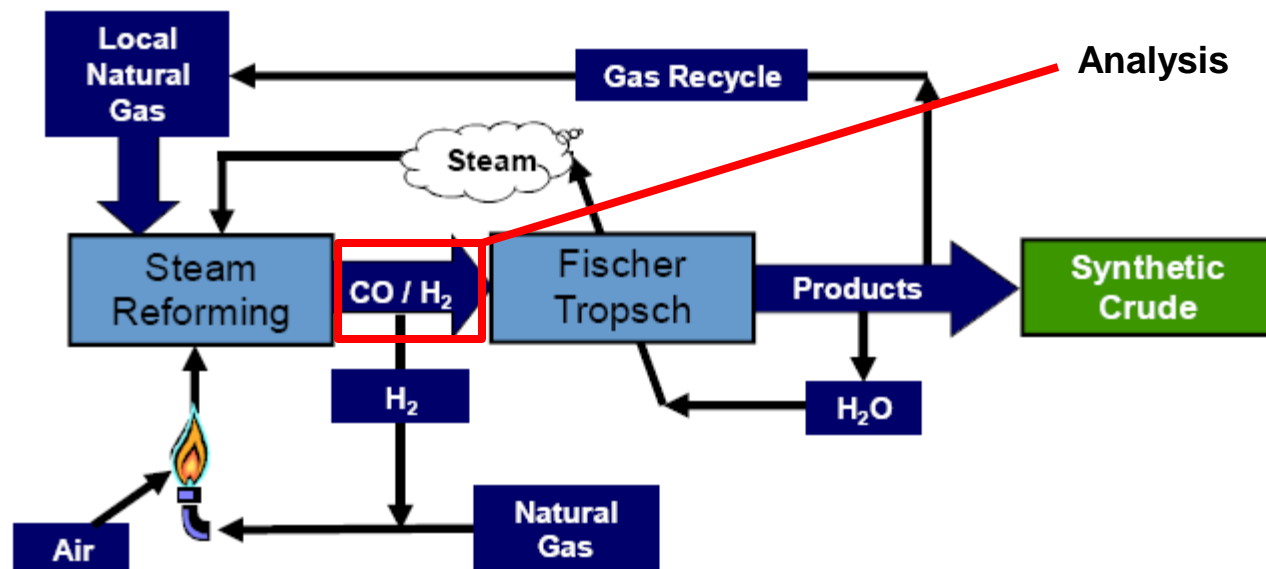 Local
Natural
Gas
Gas Recycle
Analysis
Steam
Steam
Reforming
CO / H₂
Fischer
Tropsch
Products
Synthetic
Crude
H₂
H₂O
Natural
Gas
Air